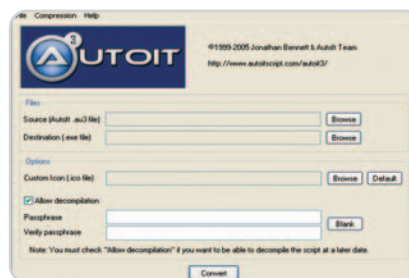 File Compression Help
3
AUTOIT
©1999-2005 Jonathan Bennett & AutoIt Team
http://www.autoitscript.com/autoit3/
Files
Source (AutoIt .au3 file) Browse
Destination (.exe file) Browse
Options
Custom Icon (.ico file) Browse Default
Allow decompilation
Passphrase
Blank
Verify passphrase
Note: You must check "Allow decompilation" if you want to be able to decompile the script at a later date.
Convert